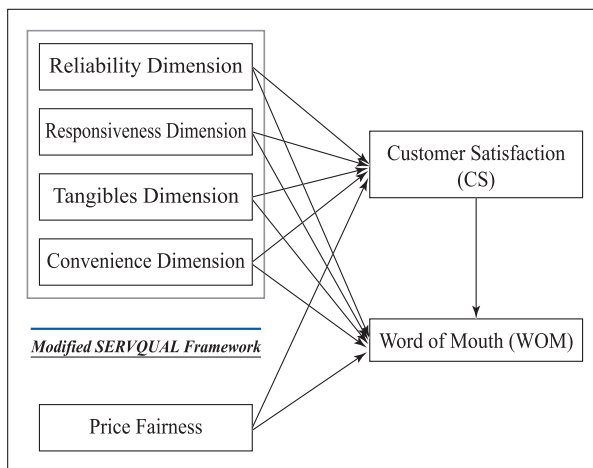 Reliability Dimension
Responsiveness Dimension
Tangibles Dimension
Convenience Dimension
Modified SERVQUAL Framework
Price Fairness
Customer Satisfaction
(CS)
Word of Mouth (WOM)